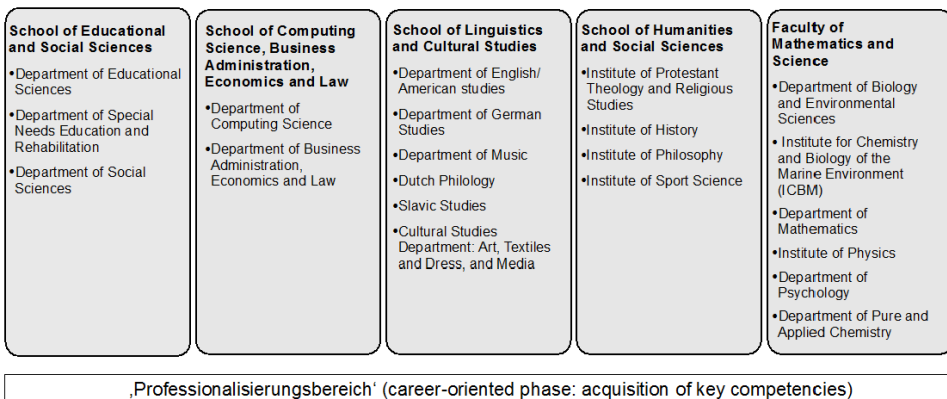 School of Educational
and Social Sciences
•Department of Educational
Sciences
•Department of Special
Needs Education and
Rehabilitation
•Department of Social
Sciences
School of Computing
Science, Business
Administration,
Economics and Law
•Department of
Computing Science
•Department of Business
Administration,
Economics and Law
School of Linguistics
and Cultural Studies
•Department of English/
American studies
•Department of German
Studies
•Department of Music
•Dutch Philology
•Slavic Studies
•Cultural Studies
Department: Art, Textiles
and Dress, and Media
School of Humanities
and Social Sciences
•Institute of Protestant
Theology and Religious
Studies
•Institute of History
•Institute of Philosophy
•Institute of Sport Science
Faculty of
Mathematics and
Science
•Department of Biology
and Environmental
Sciences
• Institute for Chemistry
and Biology of the
Marine Environment
(ICBM)
•Department of
Mathematics
•Institute of Physics
•Department of
Psychology
•Department of Pure and
Applied Chemistry
‚Professionalisierungsbereich‘ (career-oriented phase: acquisition of key competencies)